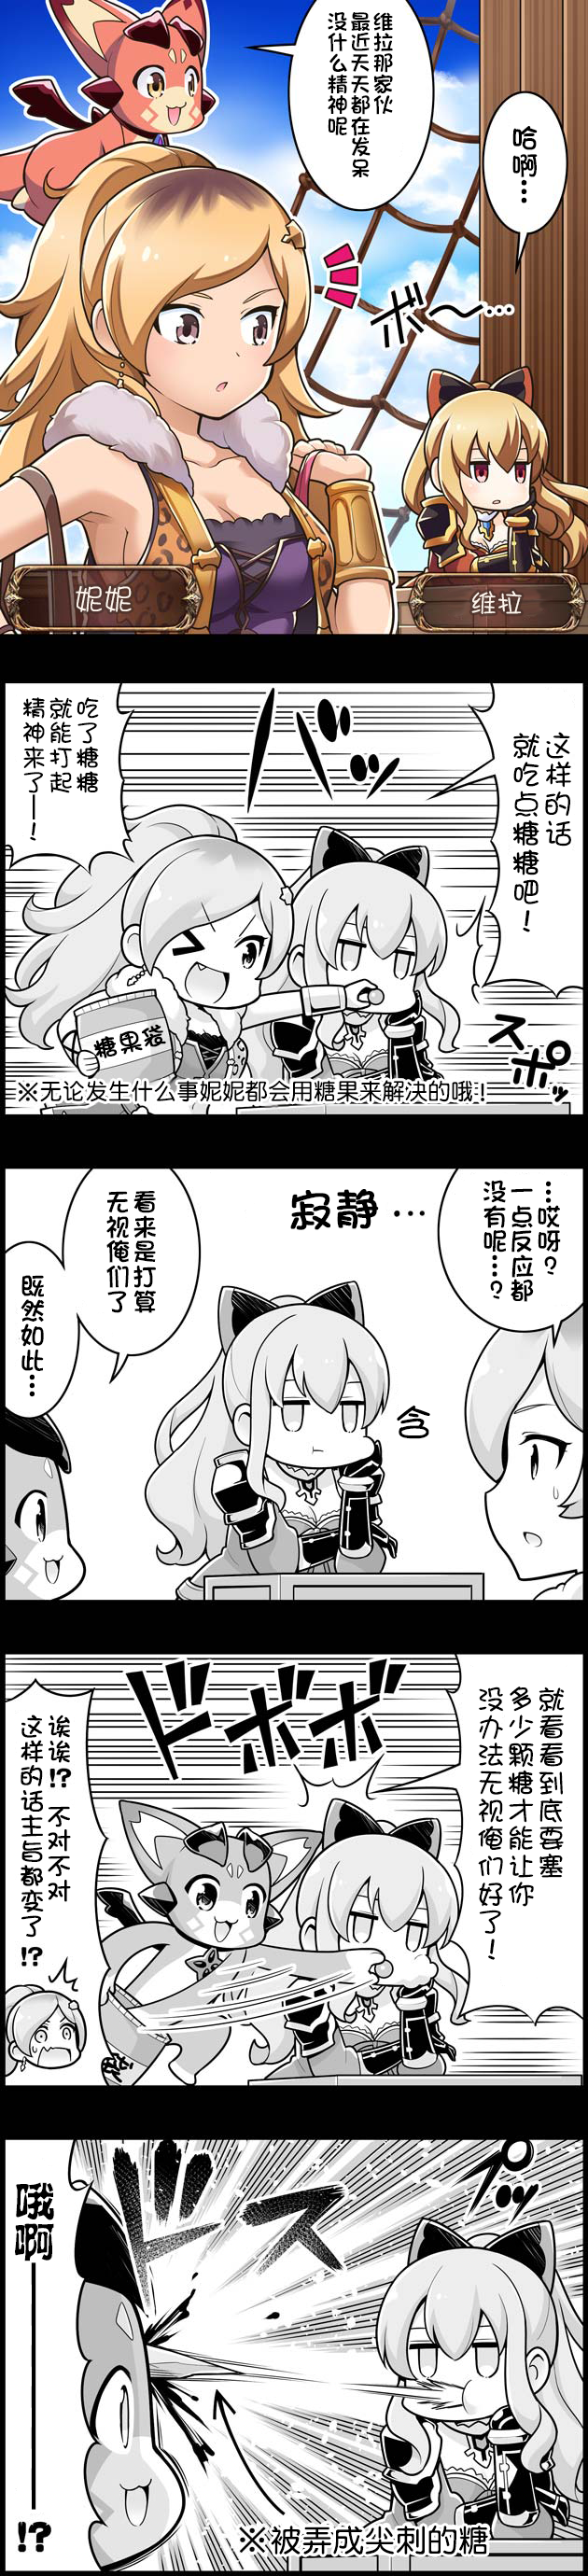 哈啊…
维拉那家伙
最近天天都在发呆
没什么精神呢
ボ〜…
妮妮
维拉
这样的话
就吃点糖糖吧！
吃了糖糖
就能打起
精神来了——！
糖果袋
スポッ
※无论发生什么事妮妮都会用糖果来解决的哦！
…哎呀？
一点反应都
没有呢…？
寂静…
含
看来是打算
无视俺们了
既然如此…
就看看到底要塞
多少颗糖才能让你
没办法无视俺们好了！
ドボボボ
诶诶！？不对不对
这样的话主旨都变了！？
プッ
ドス
哦啊——！？
※被弄成尖刺的糖